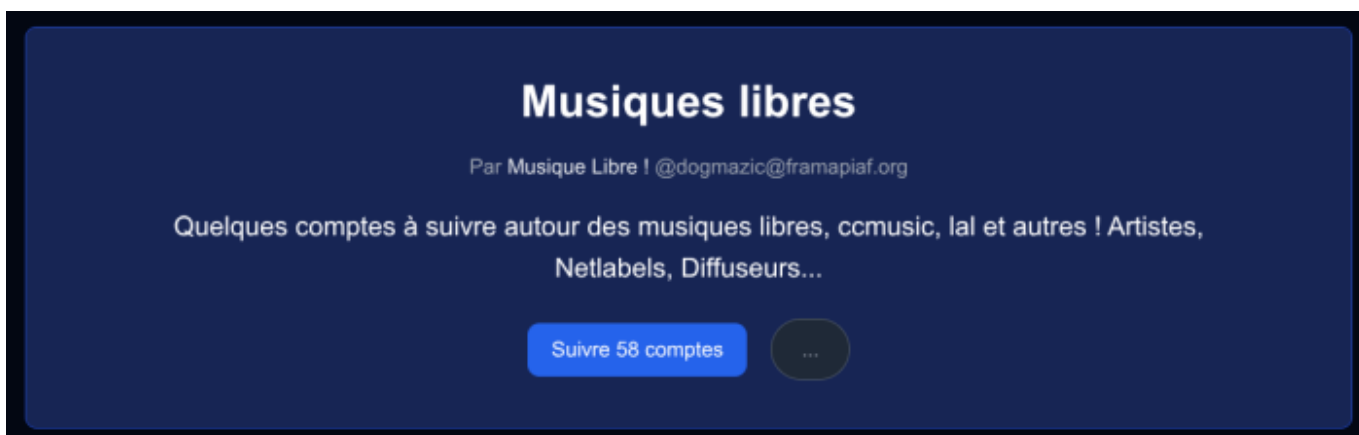 Musiques libres
Par Musique Libre ! @dogmazic@framapiaf.org
Quelques comptes à suivre autour des musiques libres, ccmusic, lal et autres ! Artistes,
Netlabels, Diffuseurs...
Suivre 58 comptes
...